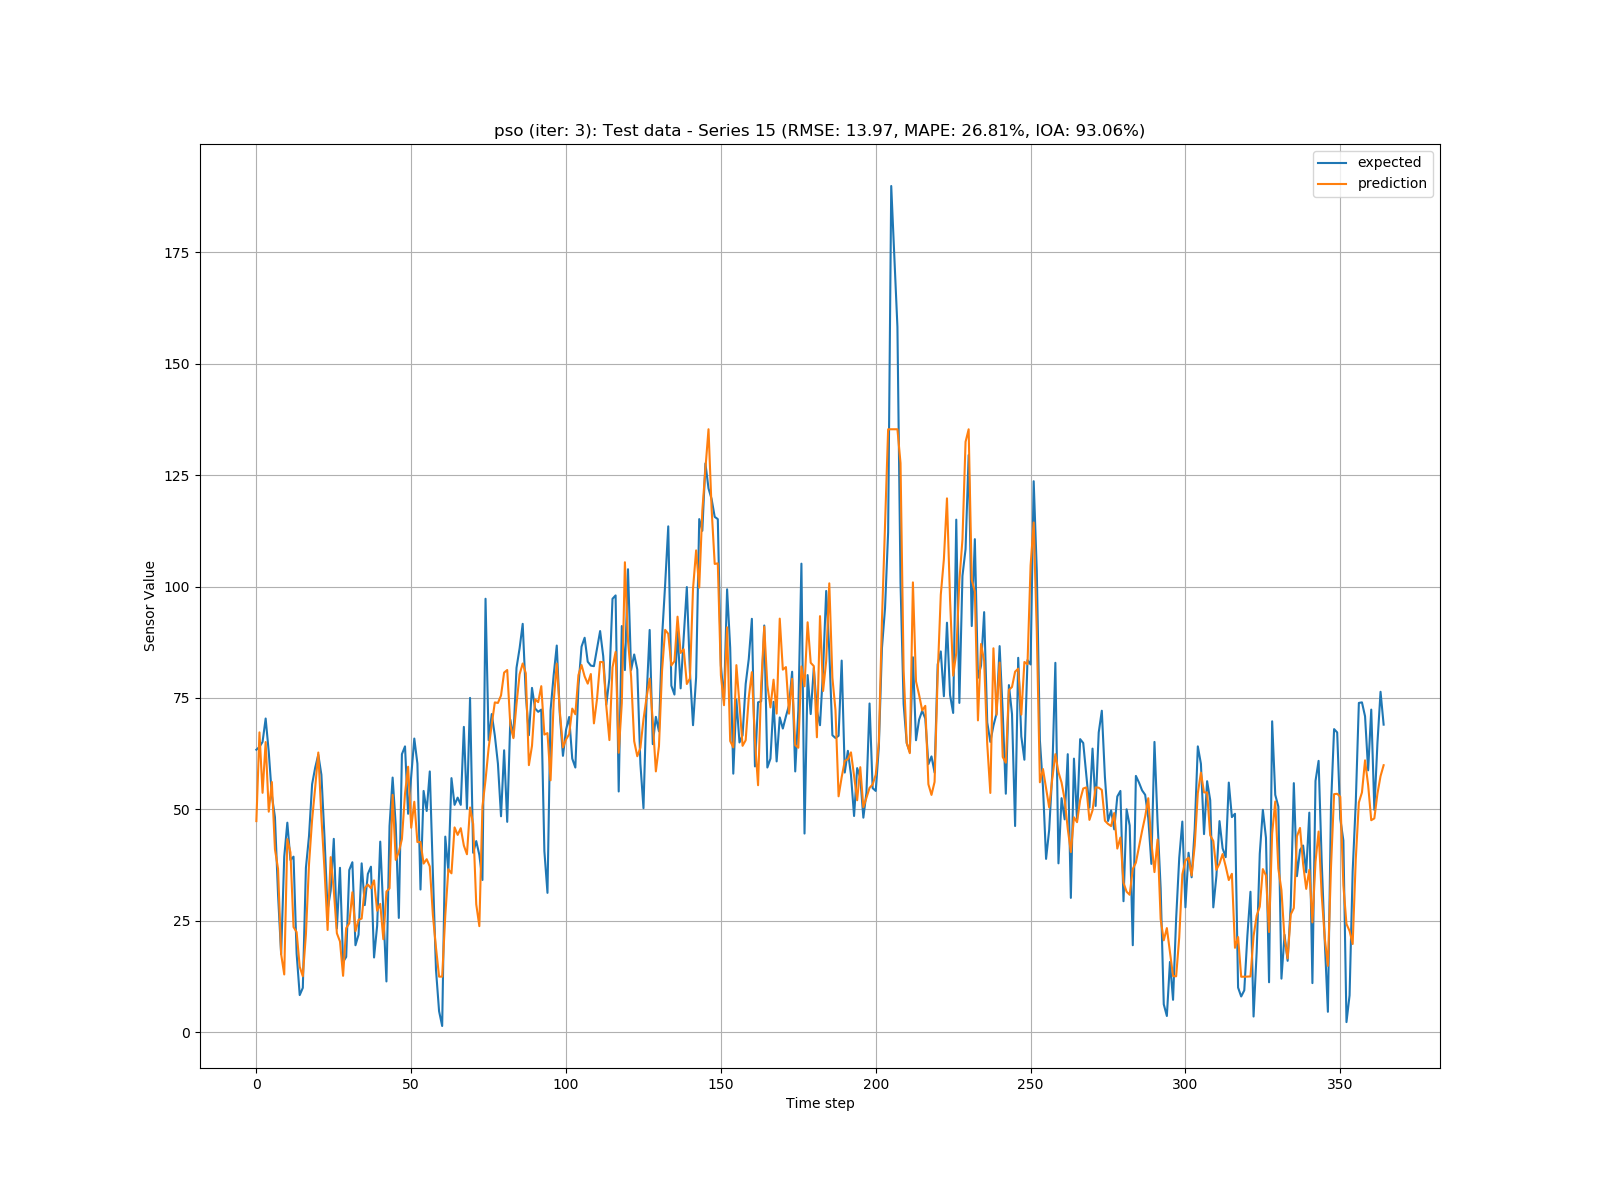 pso (iter: 3): Test data - Series 15 (RMSE: 13.97, MAPE: 26.81%, IOA: 93.06%)
expected
prediction
175
150
125
100
75
50
25
0
Sensor Value
0 50 100 150 200 250 300 350
Time step